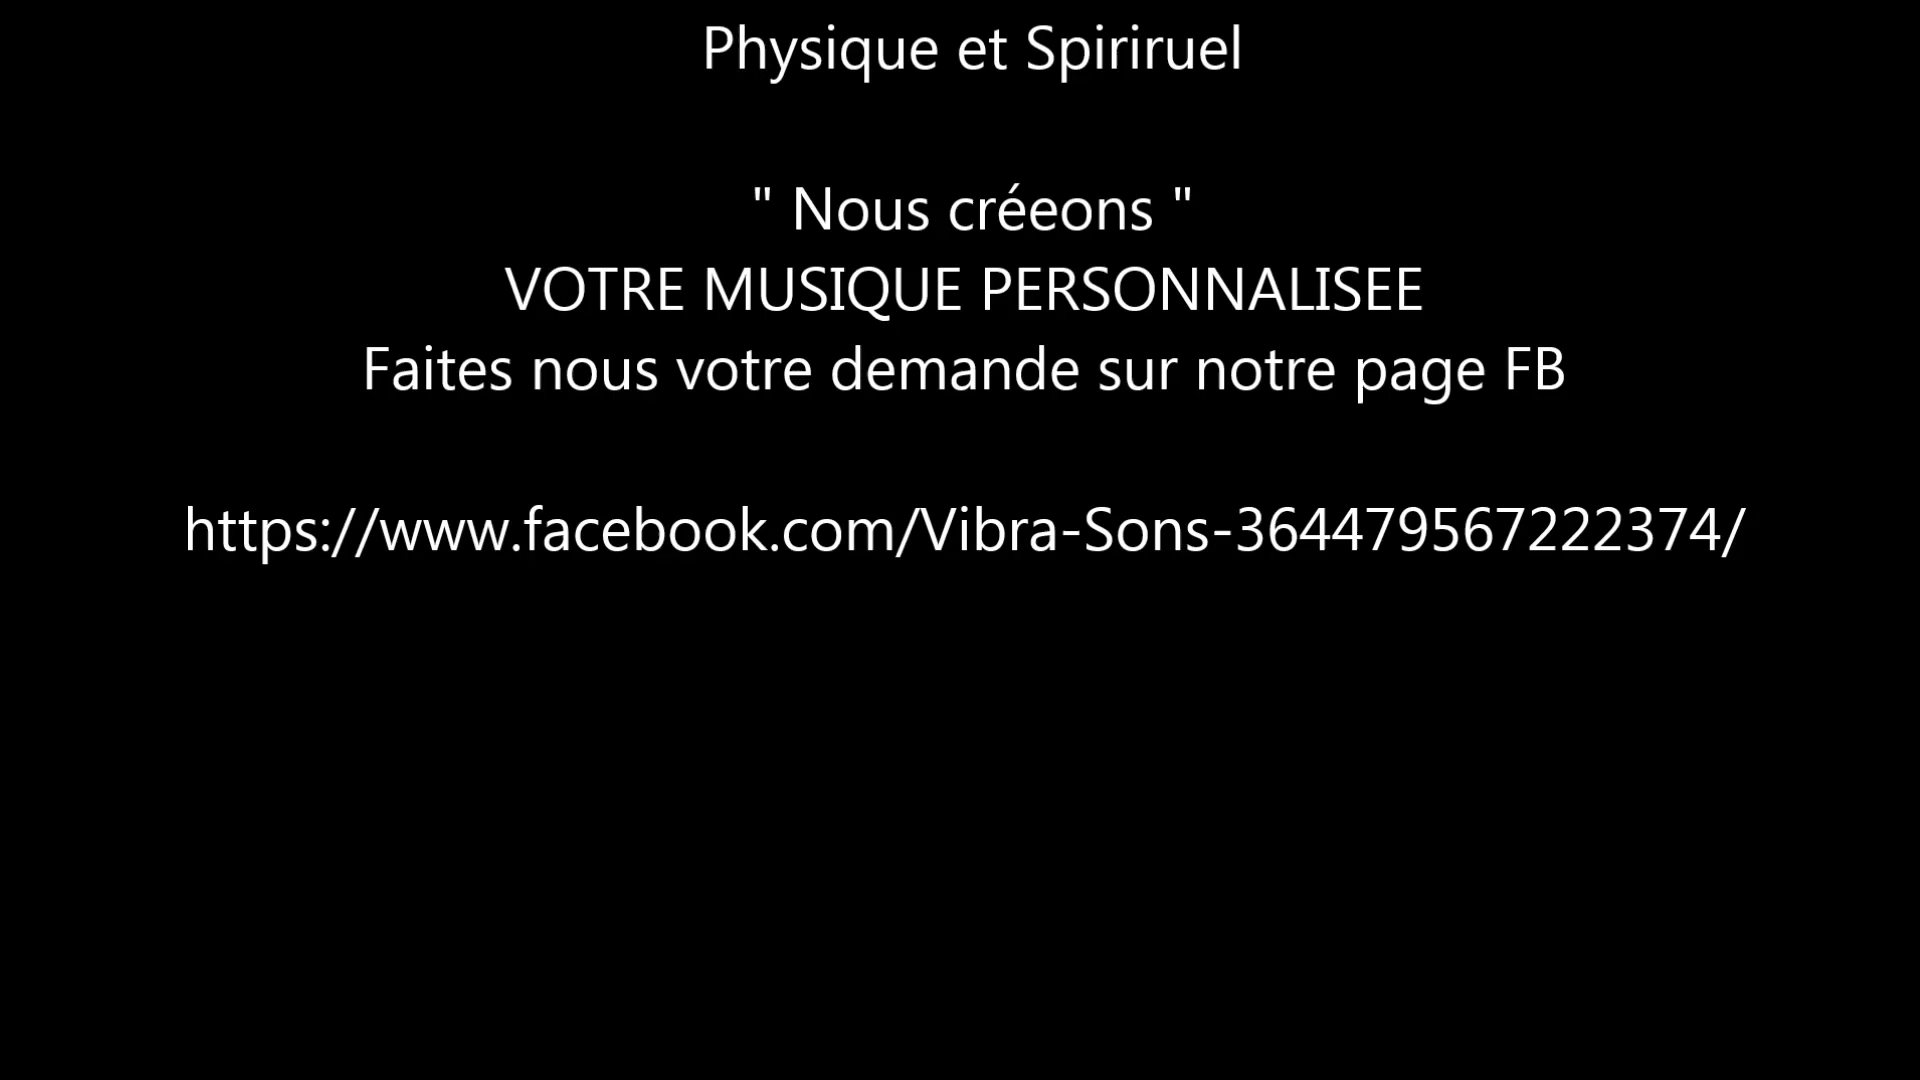 Physique et Spiriruel
" Nous créeons "
VOTRE MUSIQUE PERSONNALISEE
Faites nous votre demande sur notre page FB
https://www.facebook.com/Vibra-Sons-364479567222374/